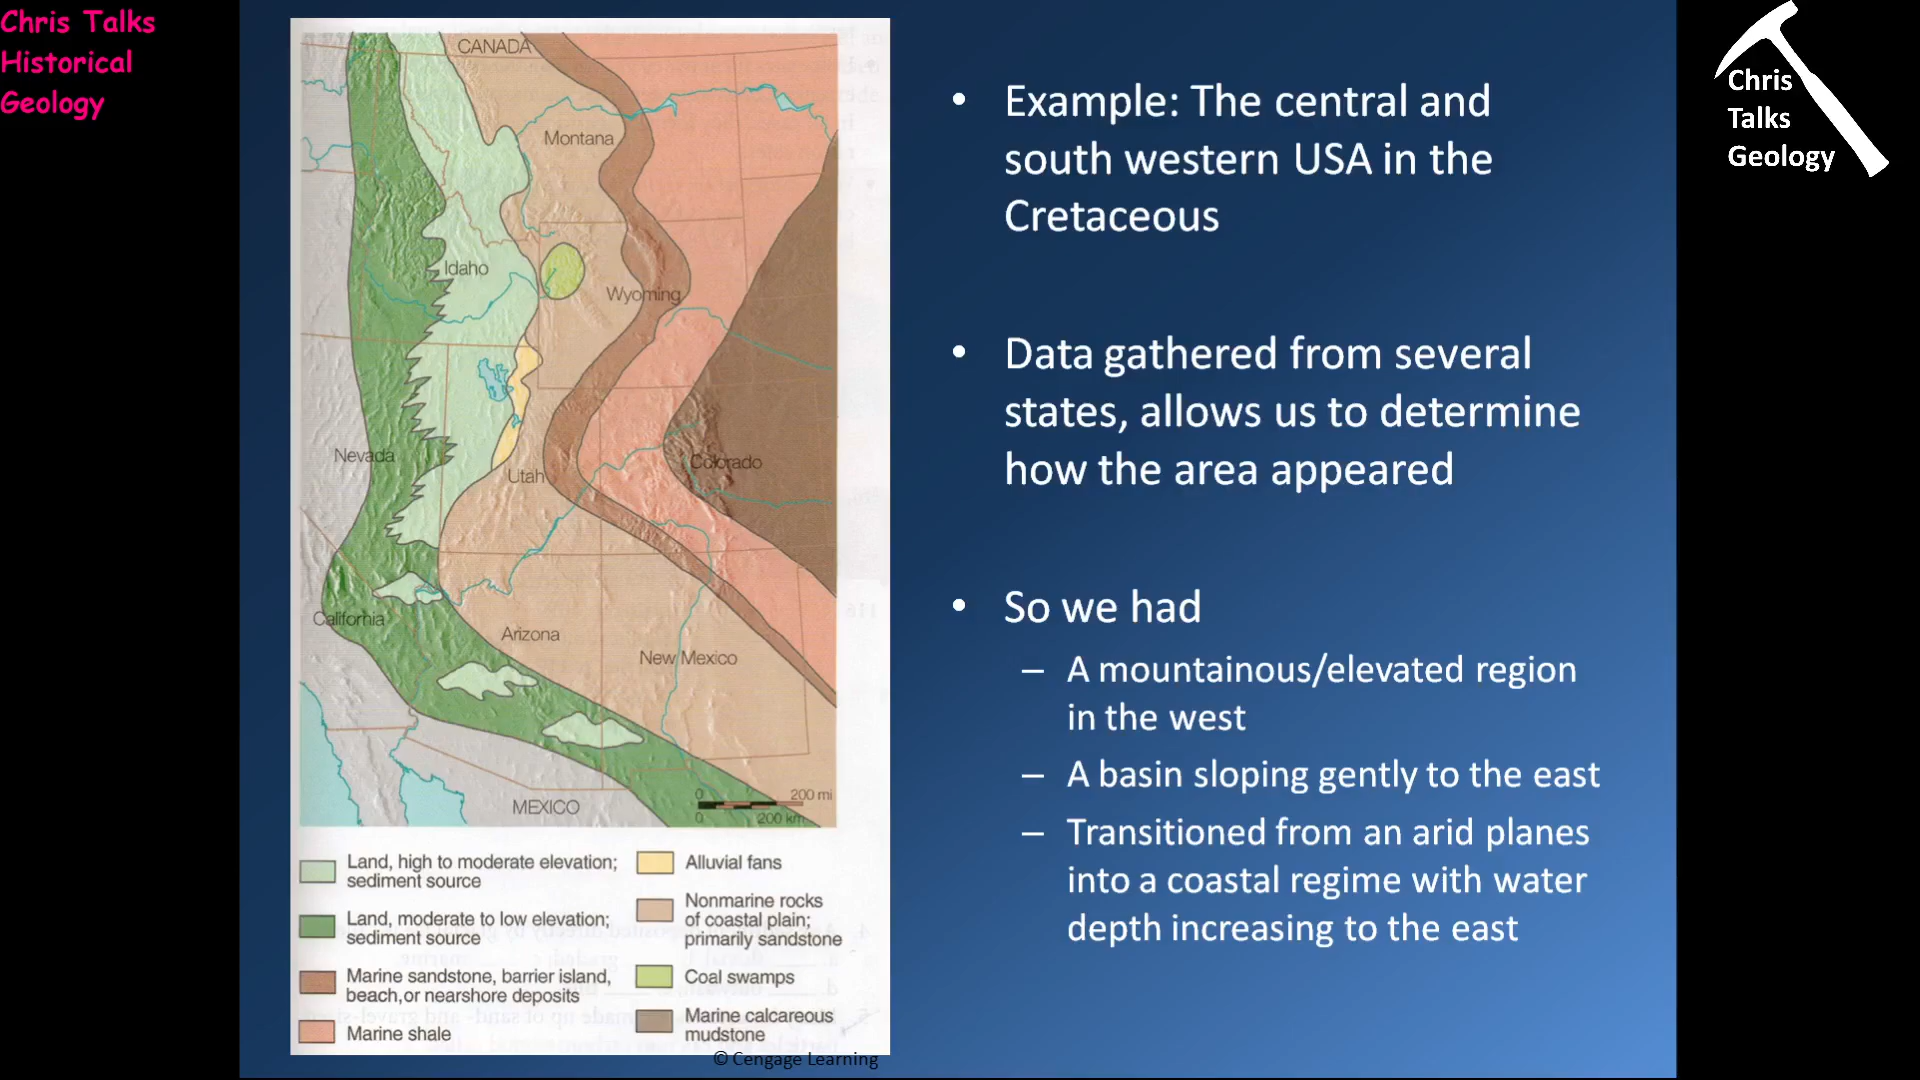 Chris Talks
Historical
Geology
CANADA
Montana
Idaho
Wyoming
Nevada
Utah
Colorado
California
Arizona
New Mexico
MEXICO
0 200 mi
0 200 km
Land, high to moderate elevation;
sediment source
Land, moderate to low elevation;
sediment source
Marine sandstone, barrier island,
beach, or nearshore deposits
Marine shale
Alluvial fans
Nonmarine rocks
of coastal plain;
primarily sandstone
Coal swamps
Marine calcareous
mudstone
© Cengage Learning
• Example: The central and
south western USA in the
Cretaceous
• Data gathered from several
states, allows us to determine
how the area appeared
• So we had
– A mountainous/elevated region
in the west
– A basin sloping gently to the east
– Transitioned from an arid planes
into a coastal regime with water
depth increasing to the east
Chris
Talks
Geology